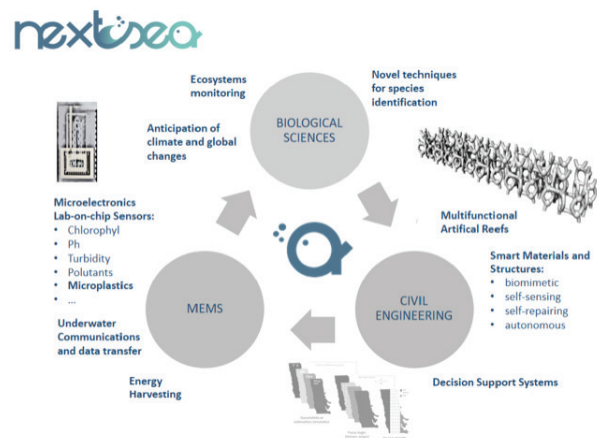 nextsea
Ecosystems
monitoring
Novel techniques
for species
identification
BIOLOGICAL
SCIENCES
Anticipation of
climate and global
changes
Multifunctional
Artifical Reefs
Microelectronics
Lab-on-chip Sensors:
• Chlorophyl
• Ph
• Turbidity
• Polutants
• Microplastics
• ...
Smart Materials and
Structures:
• biomimetic
• self-sensing
• self-repairing
• autonomous
MEMS
CIVIL
ENGINEERING
Underwater
Communications
and data transfer
Energy
Harvesting
Decision Support Systems